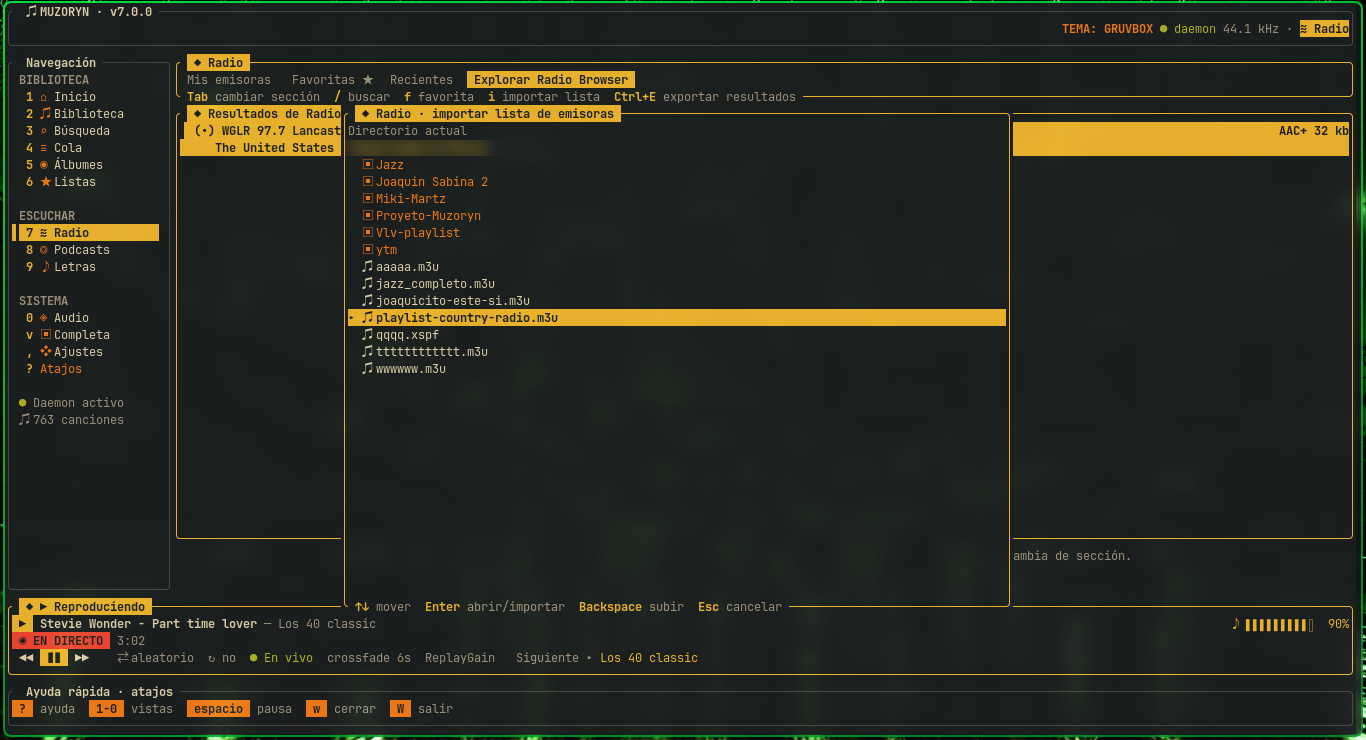 MUZORYN · v7.0.0
TEMA: GRUVBOX ● daemon 44.1 kHz · ≋ Radio
Navegación
BIBLIOTECA
1 ⌂ Inicio
2 ♫ Biblioteca
3 ⌕ Búsqueda
4 ≡ Cola
5 ◉ Álbumes
6 ★ Listas
ESCUCHAR
7 ≋ Radio
8 Podcasts
9 ♪ Letras
SISTEMA
0 ◈ Audio
v ▣ Completa
, ❖ Ajustes
? Atajos
● Daemon activo
♫ 763 canciones
◆ Radio
Mis emisoras Favoritas ★ Recientes Explorar Radio Browser
Tab cambiar sección / buscar f favorita i importar lista Ctrl+E exportar resultados
◆ Resultados de Radio
(•) WGLR 97.7 Lancast
AAC+ 32 kb
The United States
◆ Radio · importar lista de emisoras
Directorio actual
▣ Jazz
▣ Joaquin Sabina 2
▣ Miki-Martz
▣ Proyeto-Muzoryn
▣ Vlv-playlist
▣ ytm
♫ aaaaa.m3u
♫ jazz_completo.m3u
♫ joaquicito-este-si.m3u
▸ ♫ playlist-country-radio.m3u
♫ qqqq.xspf
♫ tttttttttttt.m3u
♫ wwwwww.m3u
ambia de sección.
↑↓ mover Enter abrir/importar Backspace subir Esc cancelar
◆ ▶ Reproduciendo
▶ Stevie Wonder - Part time lover — Los 40 classic
♪ 90%
◉ EN DIRECTO 3:02
◀◀ ▮▮ ▶▶ ⇄ aleatorio ↻ no ● En vivo crossfade 6s ReplayGain Siguiente ▸ Los 40 classic
Ayuda rápida · atajos
? ayuda 1-0 vistas espacio pausa w cerrar W salir